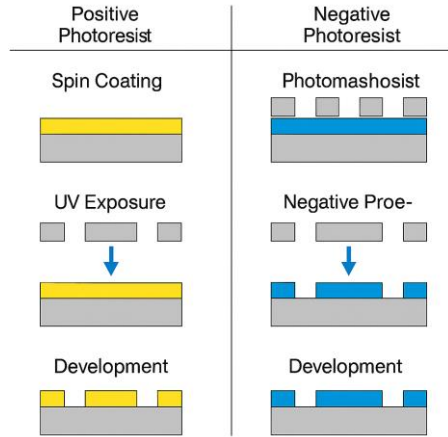 Positive
Photoresist
Negative
Photoresist
Spin Coating
Photomashosist
UV Exposure
Negative Proe-
Development
Development